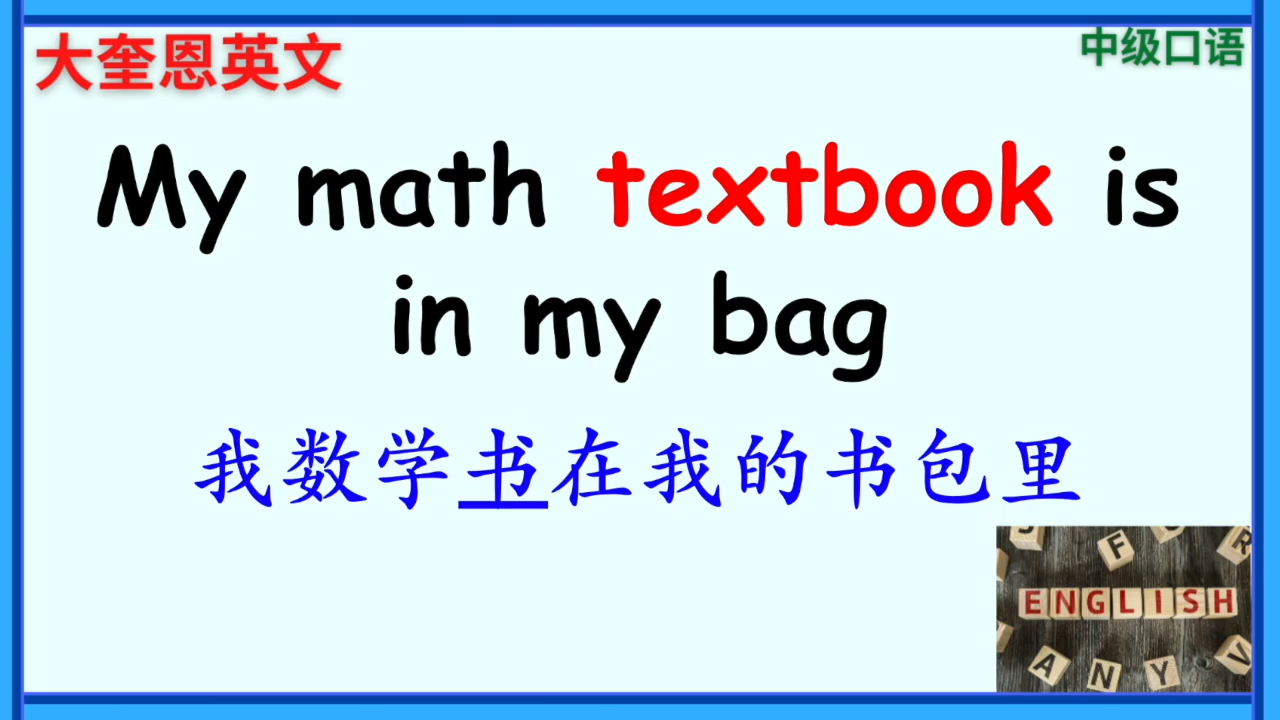 大奎恩英文
中级口语
My math textbook is
in my bag
我数学书在我的书包里
F
R
ENGLISH
A N Y V